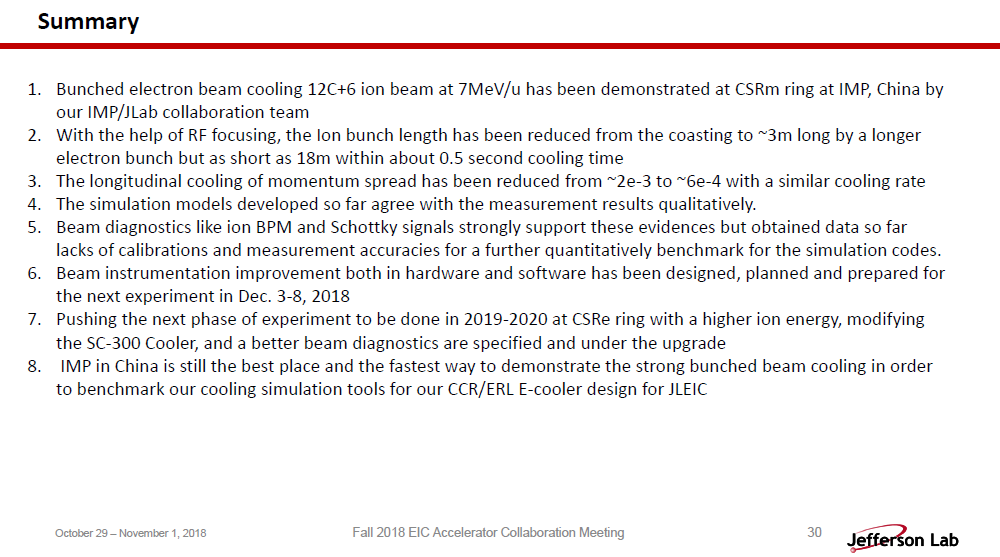 Summary
1. Bunched electron beam cooling 12C+6 ion beam at 7MeV/u has been demonstrated at CSRm ring at IMP, China by
our IMP/JLab collaboration team
2. With the help of RF focusing, the Ion bunch length has been reduced from the coasting to ~3m long by a longer
electron bunch but as short as 18m within about 0.5 second cooling time
3. The longitudinal cooling of momentum spread has been reduced from ~2e-3 to ~6e-4 with a similar cooling rate
4. The simulation models developed so far agree with the measurement results qualitatively.
5. Beam diagnostics like ion BPM and Schottky signals strongly support these evidences but obtained data so far
lacks of calibrations and measurement accuracies for a further quantitatively benchmark for the simulation codes.
6. Beam instrumentation improvement both in hardware and software has been designed, planned and prepared for
the next experiment in Dec. 3-8, 2018
7. Pushing the next phase of experiment to be done in 2019-2020 at CSRe ring with a higher ion energy, modifying
the SC-300 Cooler, and a better beam diagnostics are specified and under the upgrade
8. IMP in China is still the best place and the fastest way to demonstrate the strong bunched beam cooling in order
to benchmark our cooling simulation tools for our CCR/ERL E-cooler design for JLEIC
October 29 – November 1, 2018
Fall 2018 EIC Accelerator Collaboration Meeting
30
Jefferson Lab